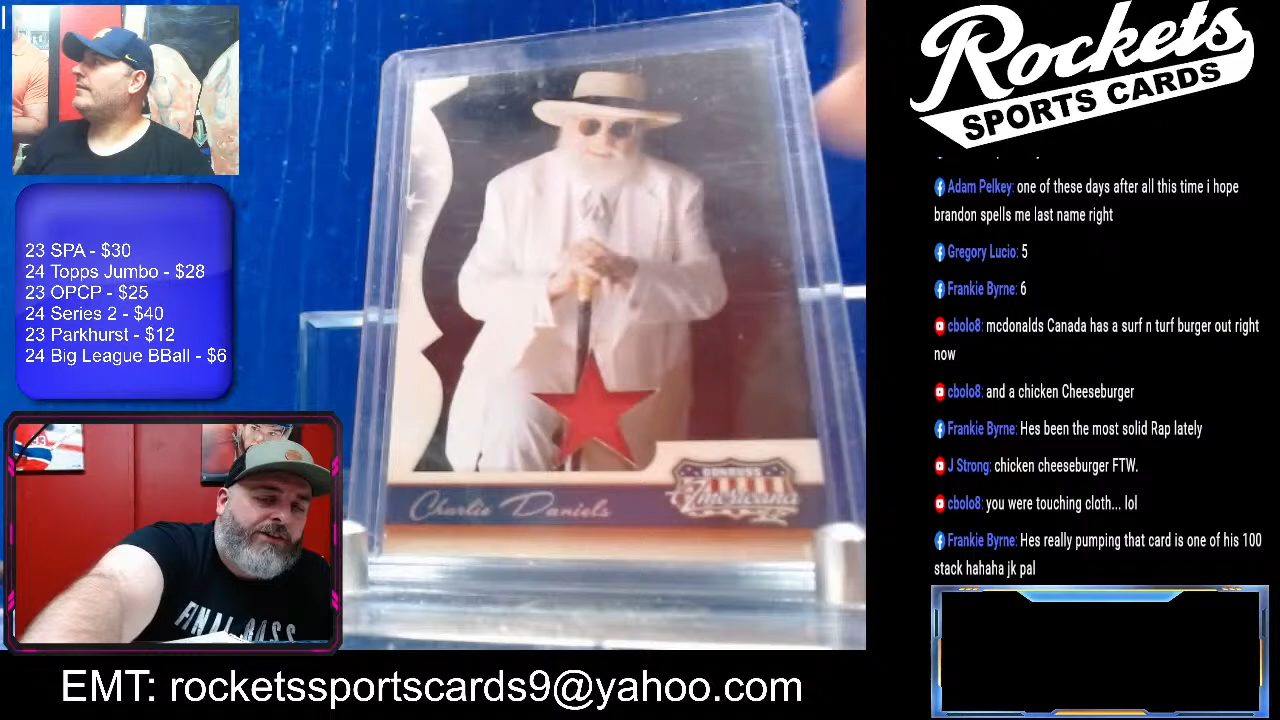 23 SPA - $30
24 Topps Jumbo - $28
23 OPCP - $25
24 Series 2 - $40
23 Parkhurst - $12
24 Big League BBall - $6
Charlie Daniels
DONRUSS
Americana
II
FINAL BOSS
EMT: rocketssportscards9@yahoo.com
Rockets
SPORTS CARDS
Adam Pelkey: one of these days after all this time i hope
brandon spells me last name right
Gregory Lucio: 5
Frankie Byrne: 6
cbolo8: mcdonalds Canada has a surf n turf burger out right
now
cbolo8: and a chicken Cheeseburger
Frankie Byrne: Hes been the most solid Rap lately
J Strong: chicken cheeseburger FTW.
cbolo8: you were touching cloth... lol
Frankie Byrne: Hes really pumping that card is one of his 100
stack hahaha jk pal